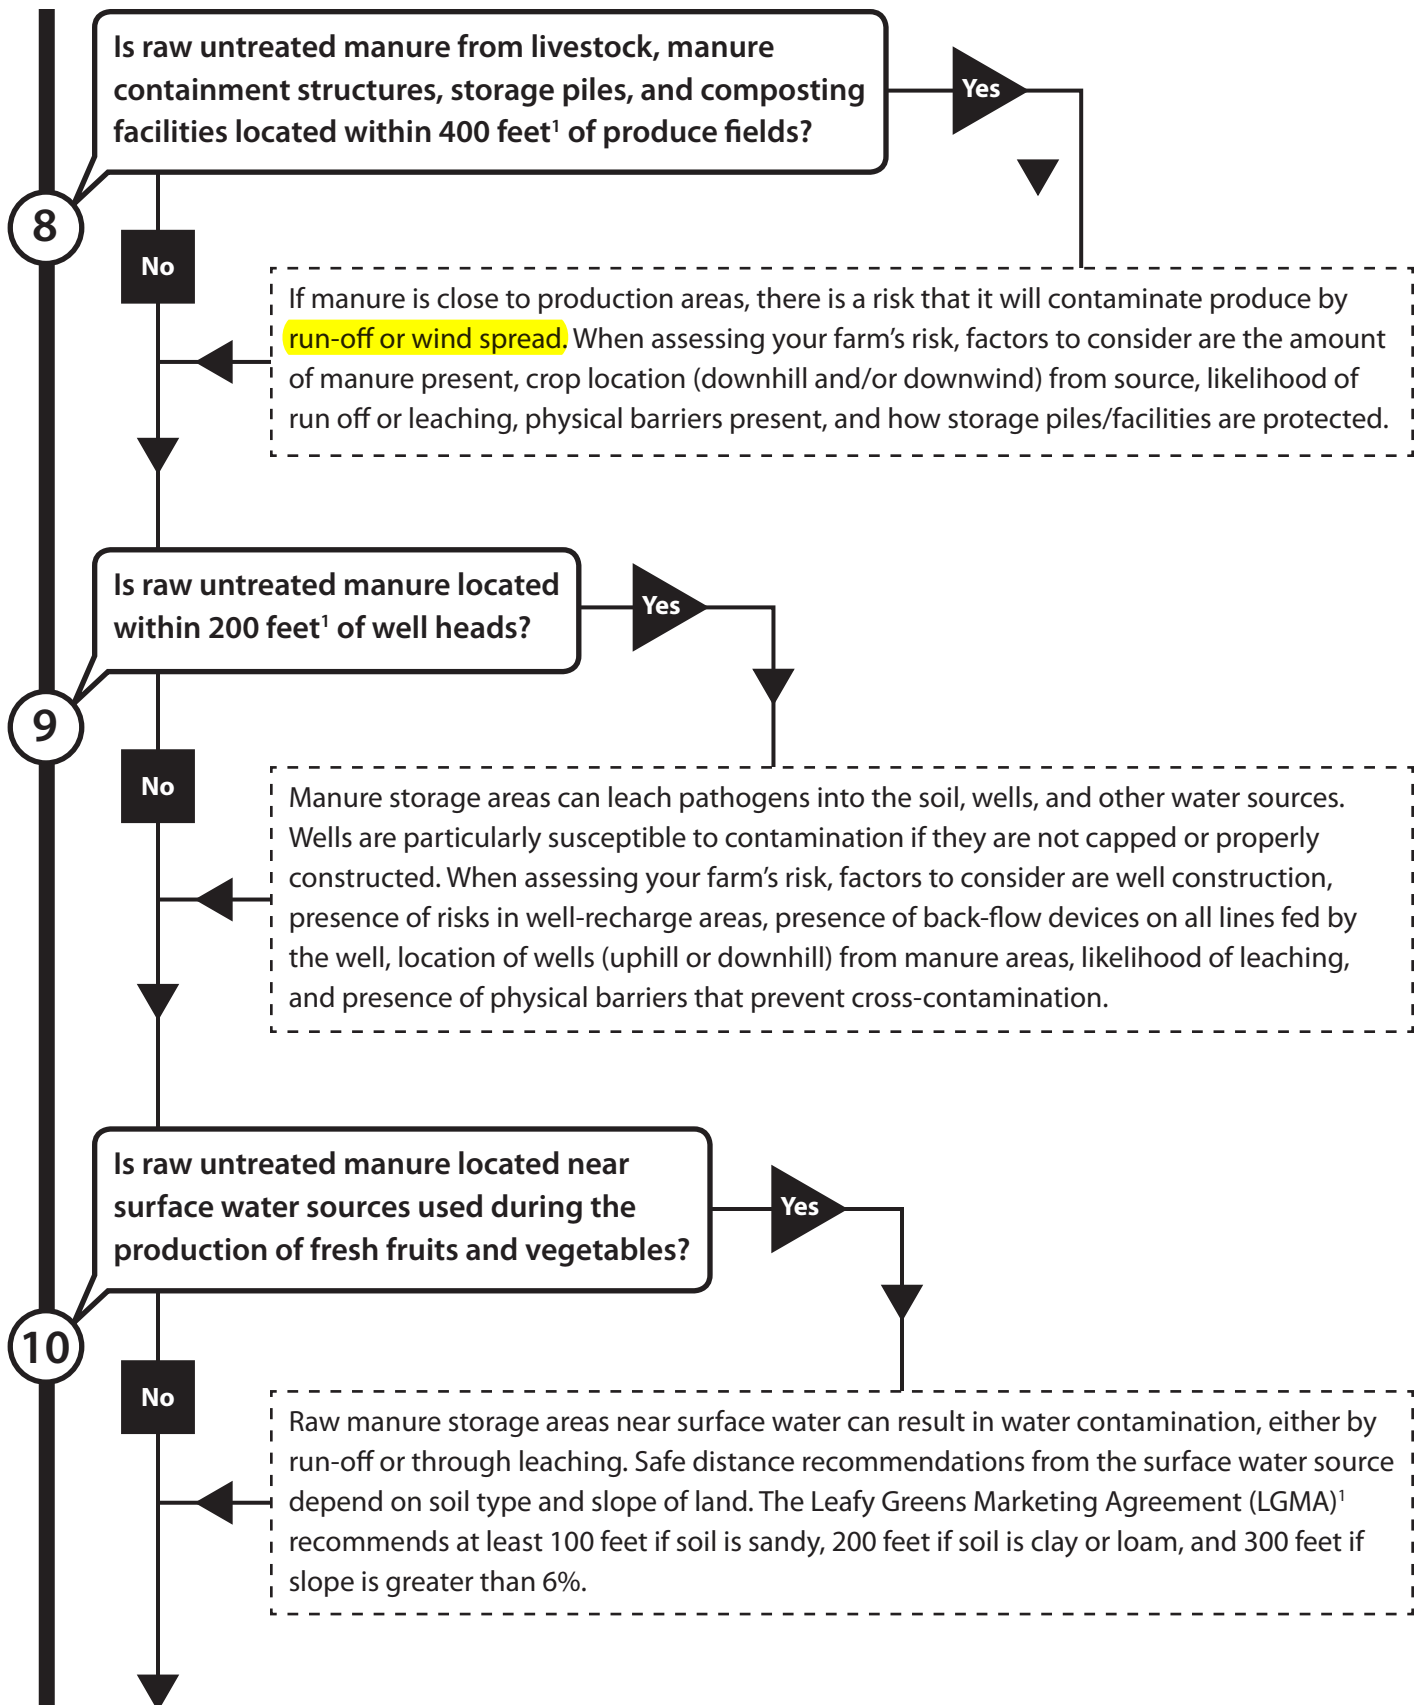 Is raw untreated manure from livestock, manure
containment structures, storage piles, and composting
facilities located within 400 feet¹ of produce fields?
Yes
8
No
If manure is close to production areas, there is a risk that it will contaminate produce by
run-off or wind spread. When assessing your farm’s risk, factors to consider are the amount
of manure present, crop location (downhill and/or downwind) from source, likelihood of
run off or leaching, physical barriers present, and how storage piles/facilities are protected.
Is raw untreated manure located
within 200 feet¹ of well heads?
Yes
9
No
Manure storage areas can leach pathogens into the soil, wells, and other water sources.
Wells are particularly susceptible to contamination if they are not capped or properly
constructed. When assessing your farm’s risk, factors to consider are well construction,
presence of risks in well-recharge areas, presence of back-flow devices on all lines fed by
the well, location of wells (uphill or downhill) from manure areas, likelihood of leaching,
and presence of physical barriers that prevent cross-contamination.
Is raw untreated manure located near
surface water sources used during the
production of fresh fruits and vegetables?
Yes
10
No
Raw manure storage areas near surface water can result in water contamination, either by
run-off or through leaching. Safe distance recommendations from the surface water source
depend on soil type and slope of land. The Leafy Greens Marketing Agreement (LGMA)¹
recommends at least 100 feet if soil is sandy, 200 feet if soil is clay or loam, and 300 feet if
slope is greater than 6%.